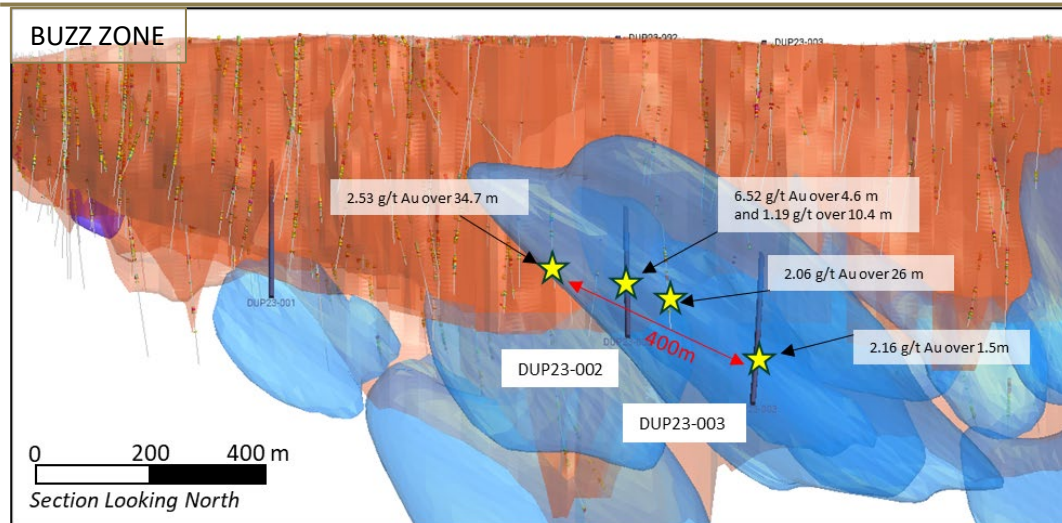 BUZZ ZONE
DUP23-002
DUP23-003
2.53 g/t Au over 34.7 m
6.52 g/t Au over 4.6 m
and 1.19 g/t over 10.4 m
2.06 g/t Au over 26 m
DUP23-001
400m
2.16 g/t Au over 1.5m
DUP23-002
DUP23-003
0 200 400 m
Section Looking North